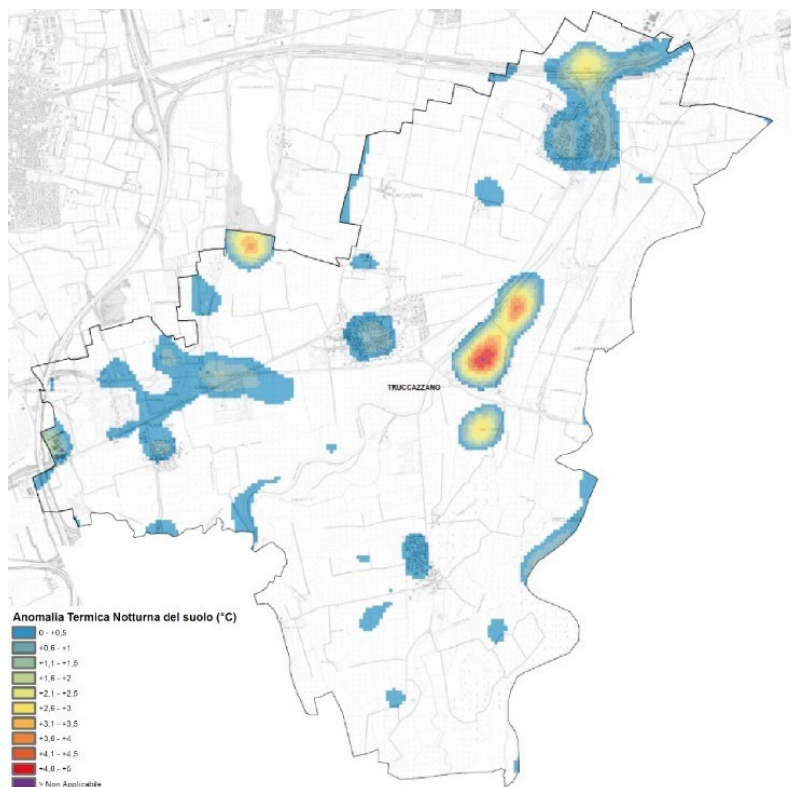 TRUCCAZZANO
Anomalia Termica Notturna del suolo (°C)
0 - +0,5
+0,6 - +1
+1,1 - +1,5
+1,6 - +2
+2,1 - +2,5
+2,6 - +3
+3,1 - +3,5
+3,6 - +4
+4,1 - +4,5
+4,6 - +5
> Non Applicabile